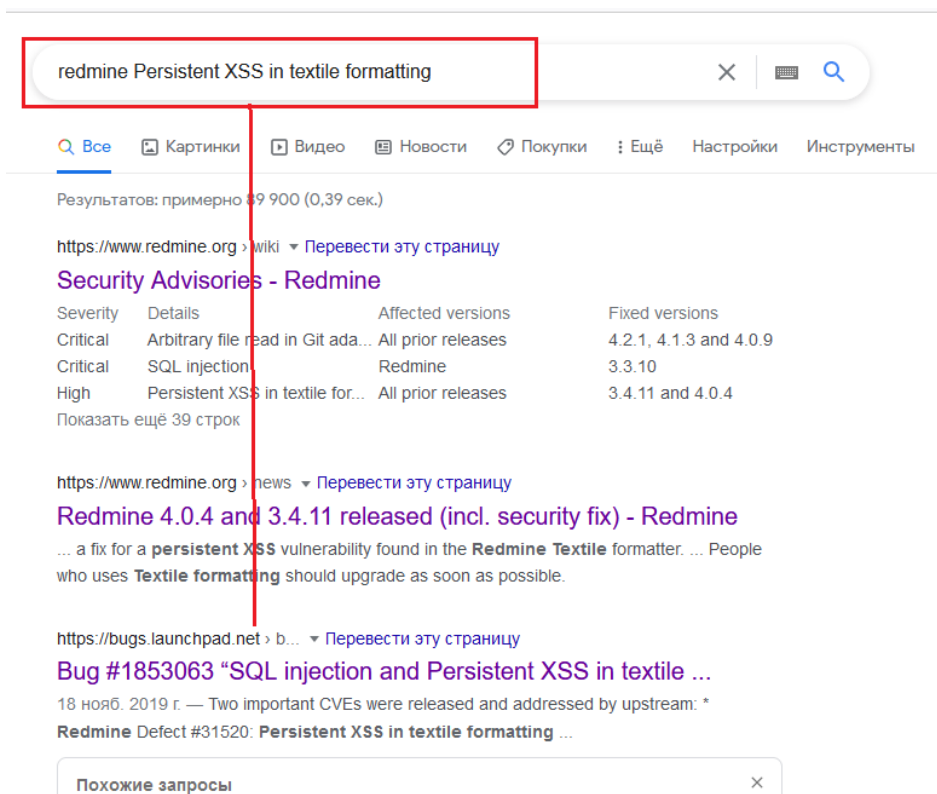 redmine Persistent XSS in textile formatting
Все Картинки Видео Новости Покупки Ещё Настройки Инструменты
Результатов: примерно 89 900 (0,39 сек.)
https://www.redmine.org › wiki Перевести эту страницу
Security Advisories - Redmine
Severity Details Affected versions Fixed versions
Critical Arbitrary file read in Git ada... All prior releases 4.2.1, 4.1.3 and 4.0.9
Critical SQL injection Redmine 3.3.10
High Persistent XSS in textile for... All prior releases 3.4.11 and 4.0.4
Показать ещё 39 строк
https://www.redmine.org › news Перевести эту страницу
Redmine 4.0.4 and 3.4.11 released (incl. security fix) - Redmine
... a fix for a persistent XSS vulnerability found in the Redmine Textile formatter. ... People
who uses Textile formatting should upgrade as soon as possible.
https://bugs.launchpad.net › b... Перевести эту страницу
Bug #1853063 “SQL injection and Persistent XSS in textile ...
18 нояб. 2019 г. — Two important CVEs were released and addressed by upstream: *
Redmine Defect #31520: Persistent XSS in textile formatting ...
Похожие запросы